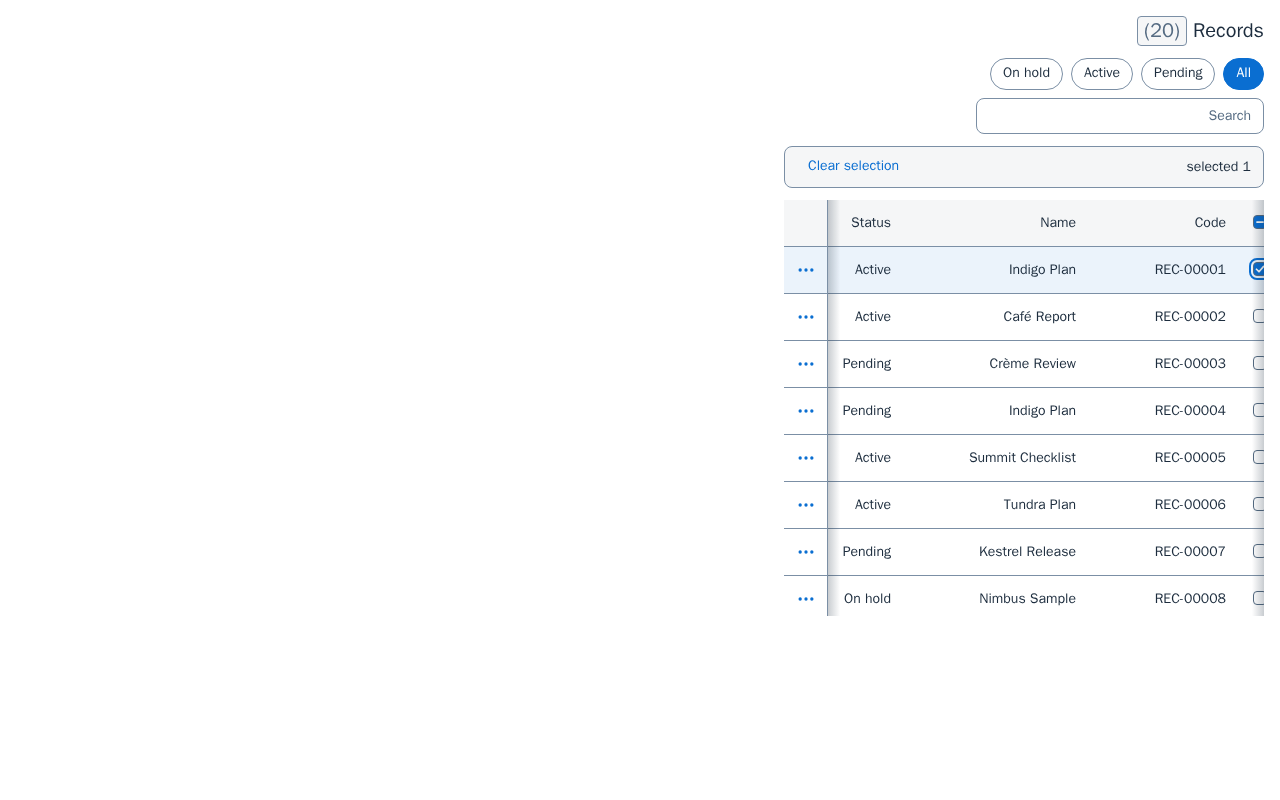 Records (20)
All Pending Active On hold
Search
selected 1 Clear selection
Code Name Status
REC-00001 Indigo Plan Active
REC-00002 Café Report Active
REC-00003 Crème Review Pending
REC-00004 Indigo Plan Pending
REC-00005 Summit Checklist Active
REC-00006 Tundra Plan Active
REC-00007 Kestrel Release Pending
REC-00008 Nimbus Sample On hold